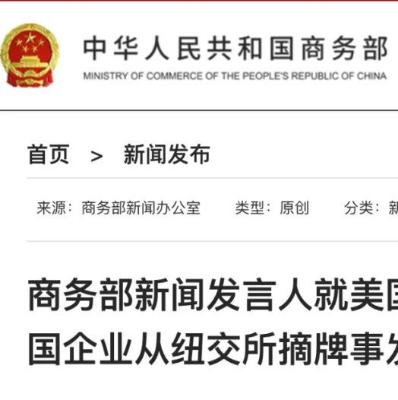 中华人民共和国商务部
MINISTRY OF COMMERCE OF THE PEOPLE'S REPUBLIC OF CHINA
首页 > 新闻发布
来源：商务部新闻办公室 类型：原创 分类：新
商务部新闻发言人就美国
国企业从纽交所摘牌事发